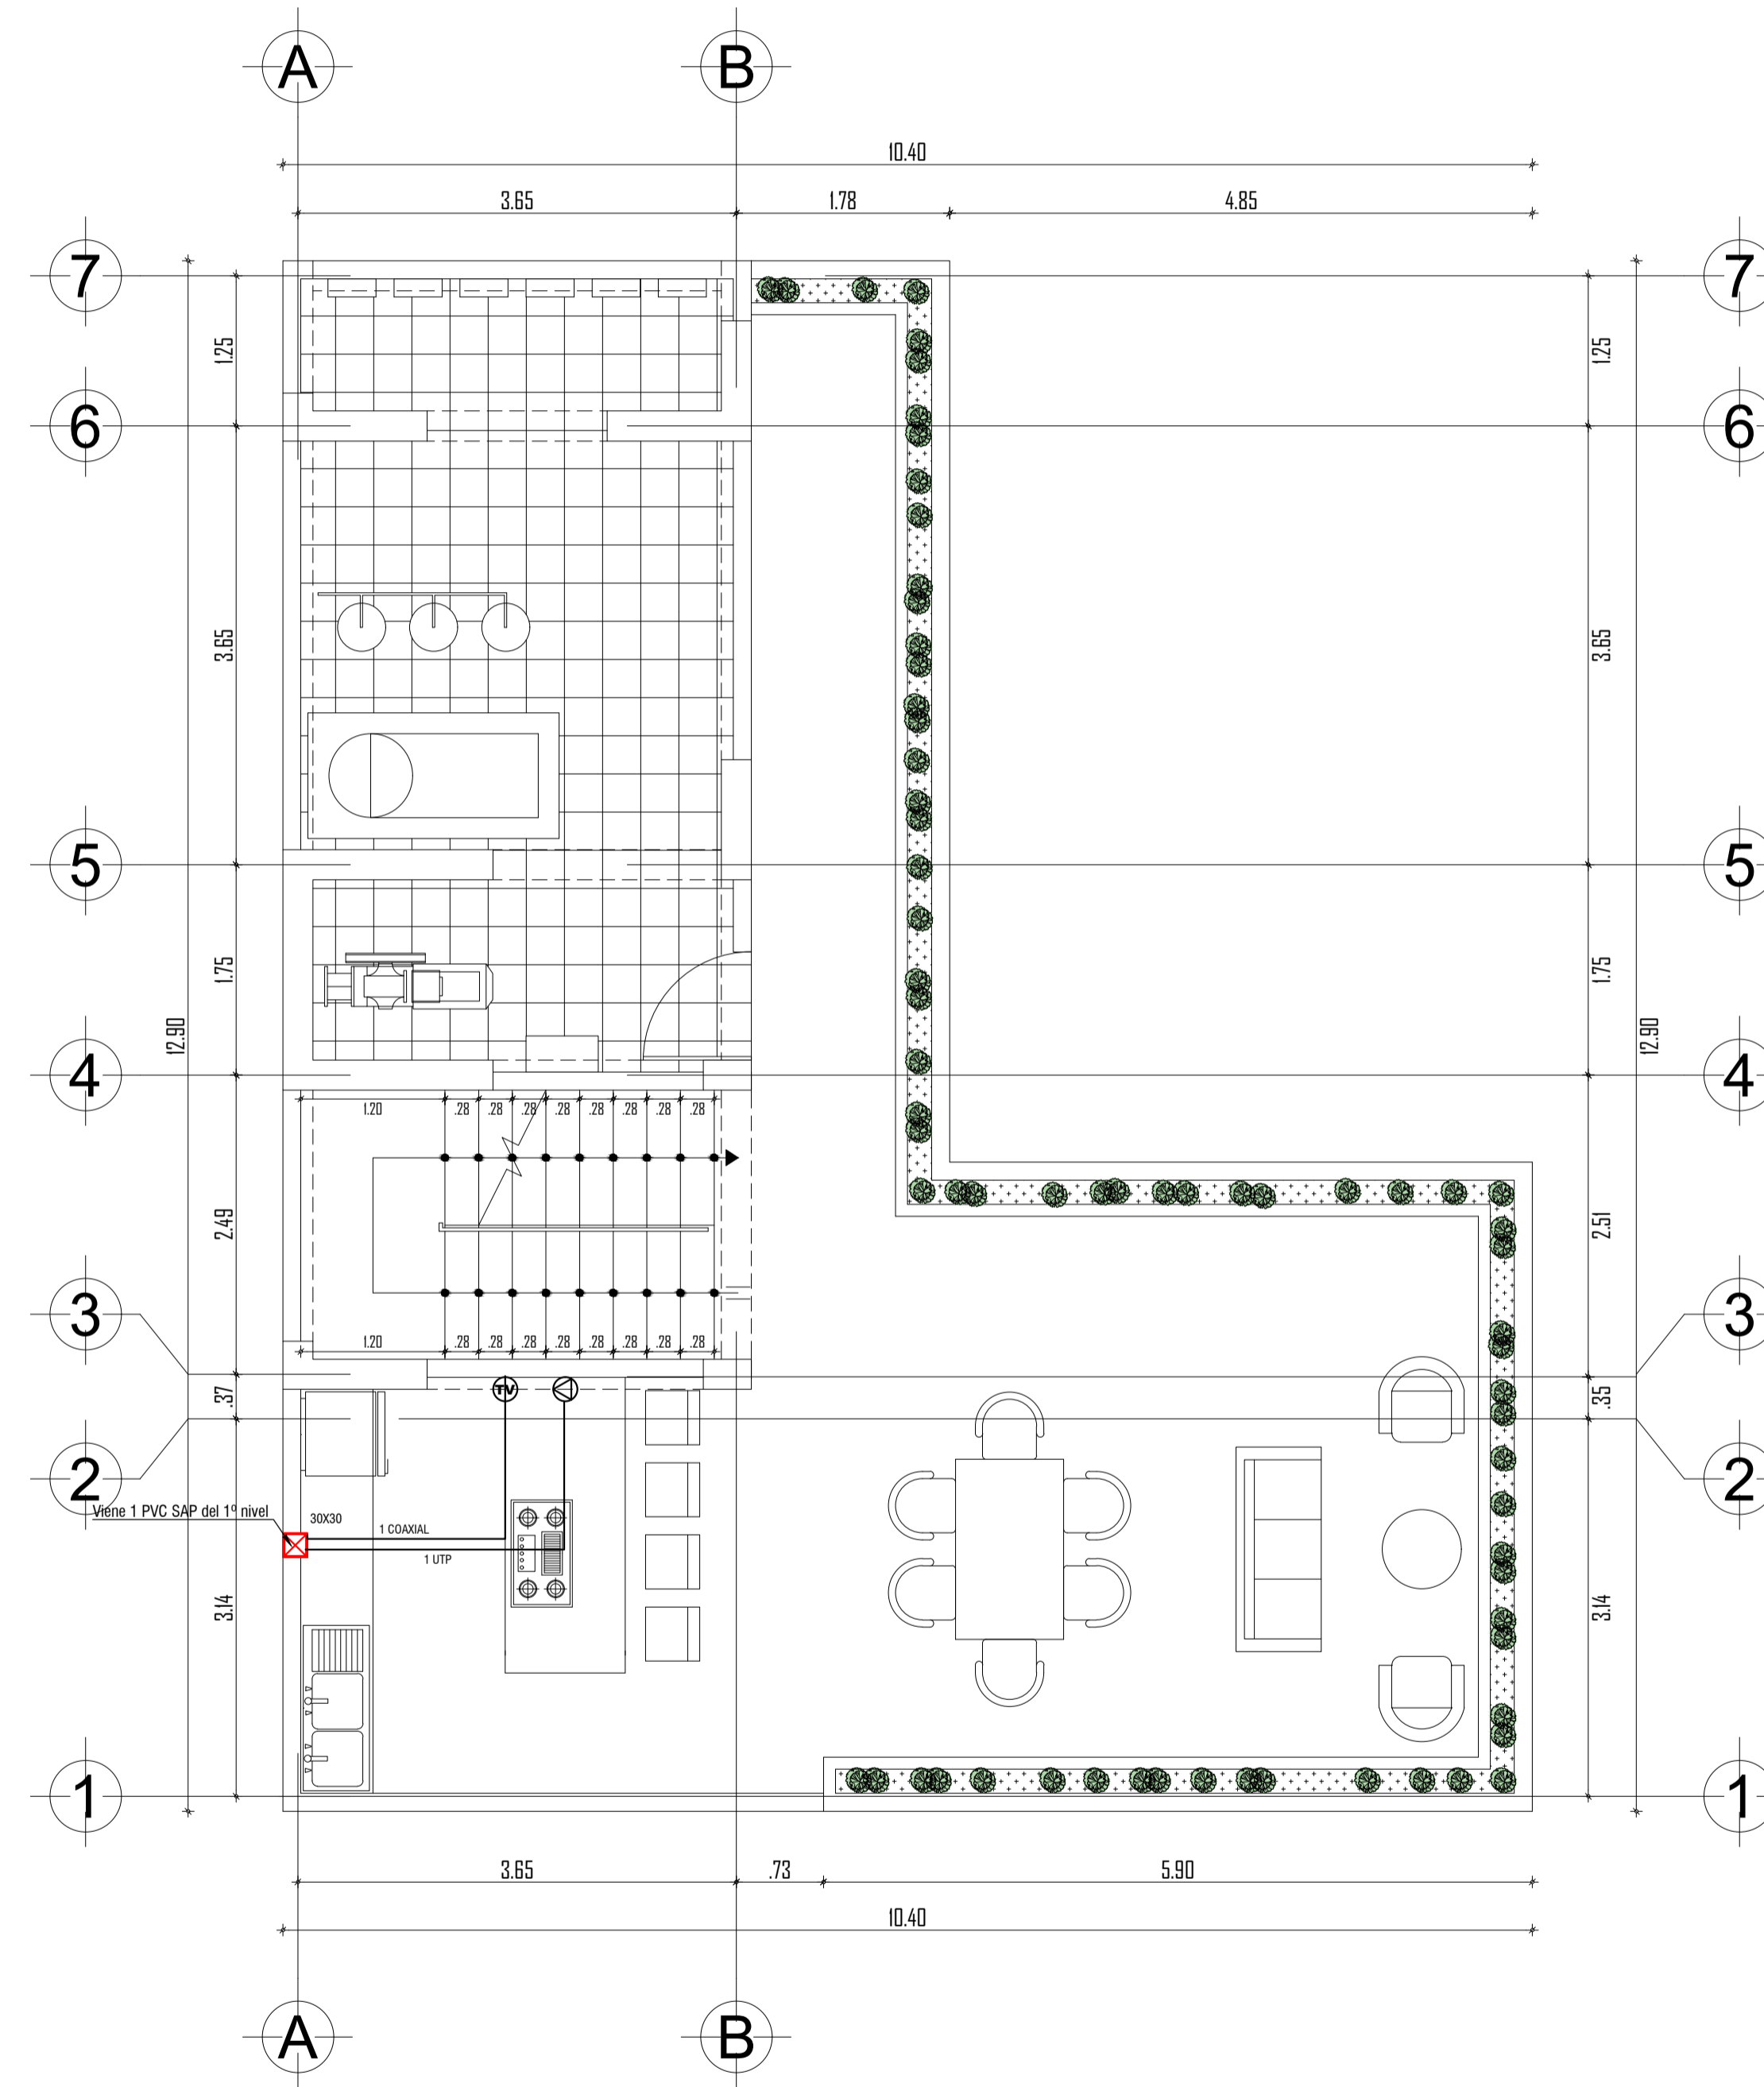 A B
10.40
3.65 1.78 4.85
7 7
1.25 1.25
6 6
3.65 3.65
5 5
1.75 1.75
12.90 12.90
4 4
1.20 .28 .28 .28 .28 .28 .28 .28 .28
2.49 2.51
3 3
1.20 .28 .28 .28 .28 .28 .28 .28 .28
TV
.37 .35
2 2
Viene 1 PVC SAP del 1º nivel
30X30
1 COAXIAL
1 UTP
3.14 3.14
1 1
3.65 .73 5.90
10.40
A B